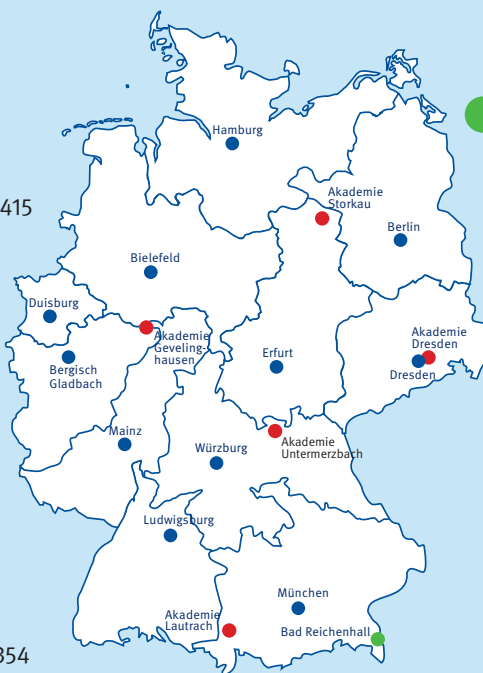 Hamburg
Akademie
Storkau
415
Berlin
Bielefeld
Duisburg
Akademie
Geveling-
hausen
Akademie
Dresden
Erfurt
Bergisch
Gladbach
Dresden
Mainz
Akademie
Untermerzbach
Würzburg
Ludwigsburg
München
Akademie
Lautrach
Bad Reichenhall
354